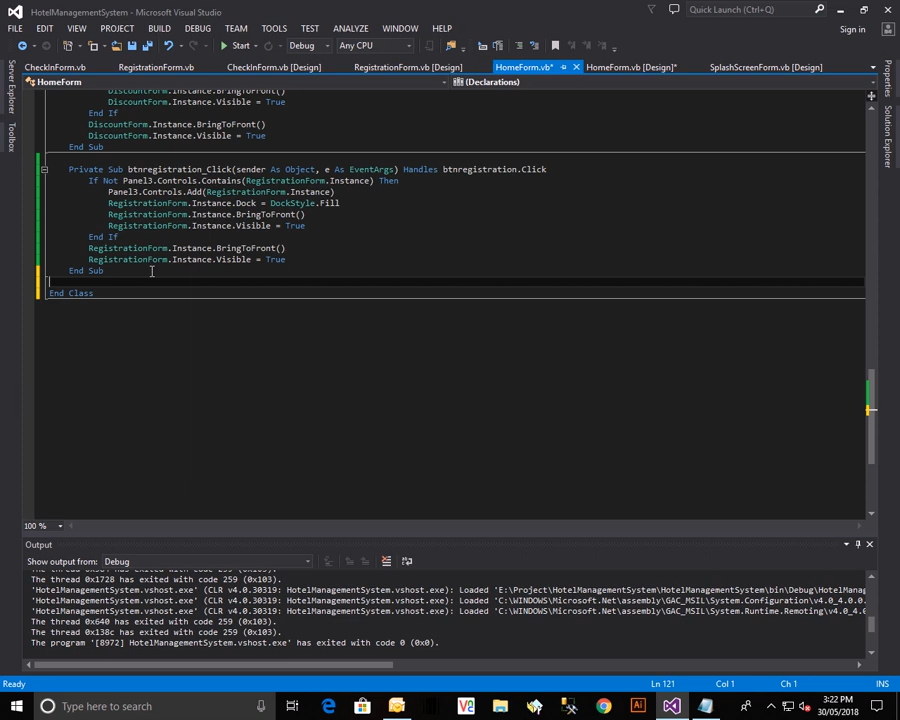 HotelManagementSystem - Microsoft Visual Studio
Quick Launch (Ctrl+Q)
FILE EDIT VIEW PROJECT BUILD DEBUG TEAM TOOLS TEST ANALYZE WINDOW HELP
Sign in
Start Debug Any CPU
CheckInForm.vb RegistrationForm.vb CheckInForm.vb [Design] RegistrationForm.vb [Design] HomeForm.vb* HomeForm.vb [Design]* SplashScreenForm.vb [Design]
HomeForm (Declarations)
Server Explorer
Toolbox
Properties
Solution Explorer
DiscountForm.Instance.BringToFront()
DiscountForm.Instance.Visible = True
End If
DiscountForm.Instance.BringToFront()
DiscountForm.Instance.Visible = True
End Sub
Private Sub btnregistration_Click(sender As Object, e As EventArgs) Handles btnregistration.Click
If Not Panel3.Controls.Contains(RegistrationForm.Instance) Then
Panel3.Controls.Add(RegistrationForm.Instance)
RegistrationForm.Instance.Dock = DockStyle.Fill
RegistrationForm.Instance.BringToFront()
RegistrationForm.Instance.Visible = True
End If
RegistrationForm.Instance.BringToFront()
RegistrationForm.Instance.Visible = True
End Sub
End Class
100 %
Output
Show output from: Debug
The thread 0x1728 has exited with code 259 (0x103).
'HotelManagementSystem.vshost.exe' (CLR v4.0.30319: HotelManagementSystem.vshost.exe): Loaded 'E:\Project\HotelManagementSystem\HotelManagementSystem\bin\Debug\HotelManag
'HotelManagementSystem.vshost.exe' (CLR v4.0.30319: HotelManagementSystem.vshost.exe): Loaded 'C:\WINDOWS\Microsoft.Net\assembly\GAC_MSIL\System.Configuration\v4.0_4.0.0.
'HotelManagementSystem.vshost.exe' (CLR v4.0.30319: HotelManagementSystem.vshost.exe): Loaded 'C:\WINDOWS\Microsoft.Net\assembly\GAC_MSIL\System.Runtime.Remoting\v4.0_4.0
The thread 0x640 has exited with code 259 (0x103).
The thread 0x138c has exited with code 259 (0x103).
The program '[8972] HotelManagementSystem.vshost.exe' has exited with code 0 (0x0).
Ready Ln 121 Col 1 Ch 1 INS
Type here to search
3:22 PM
30/05/2018